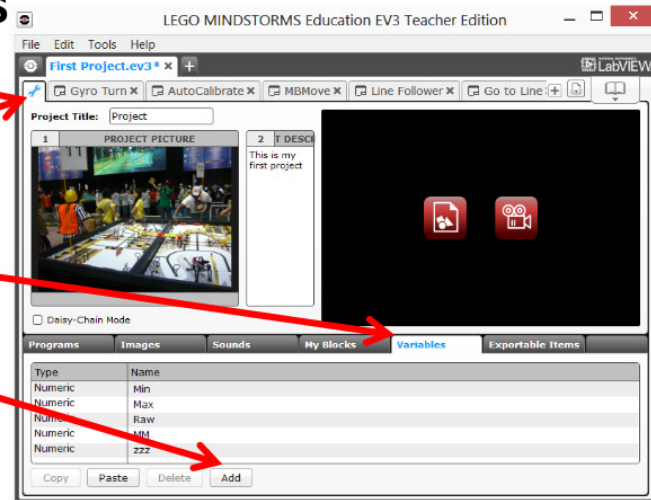 s
LEGO MINDSTORMS Education EV3 Teacher Edition
File Edit Tools Help
First Project.ev3* × +
LabVIEW
Gyro Turn × AutoCalibrate × MBMove × Line Follower × Go to Line
Project Title: Project
1 PROJECT PICTURE 2 T DESCR
This is my
first project
Daisy-Chain Mode
Programs Images Sounds My Blocks Variables Exportable Items
Type Name
Numeric Min
Numeric Max
Numeric Raw
Numeric MM
Numeric zzz
Copy Paste Delete Add